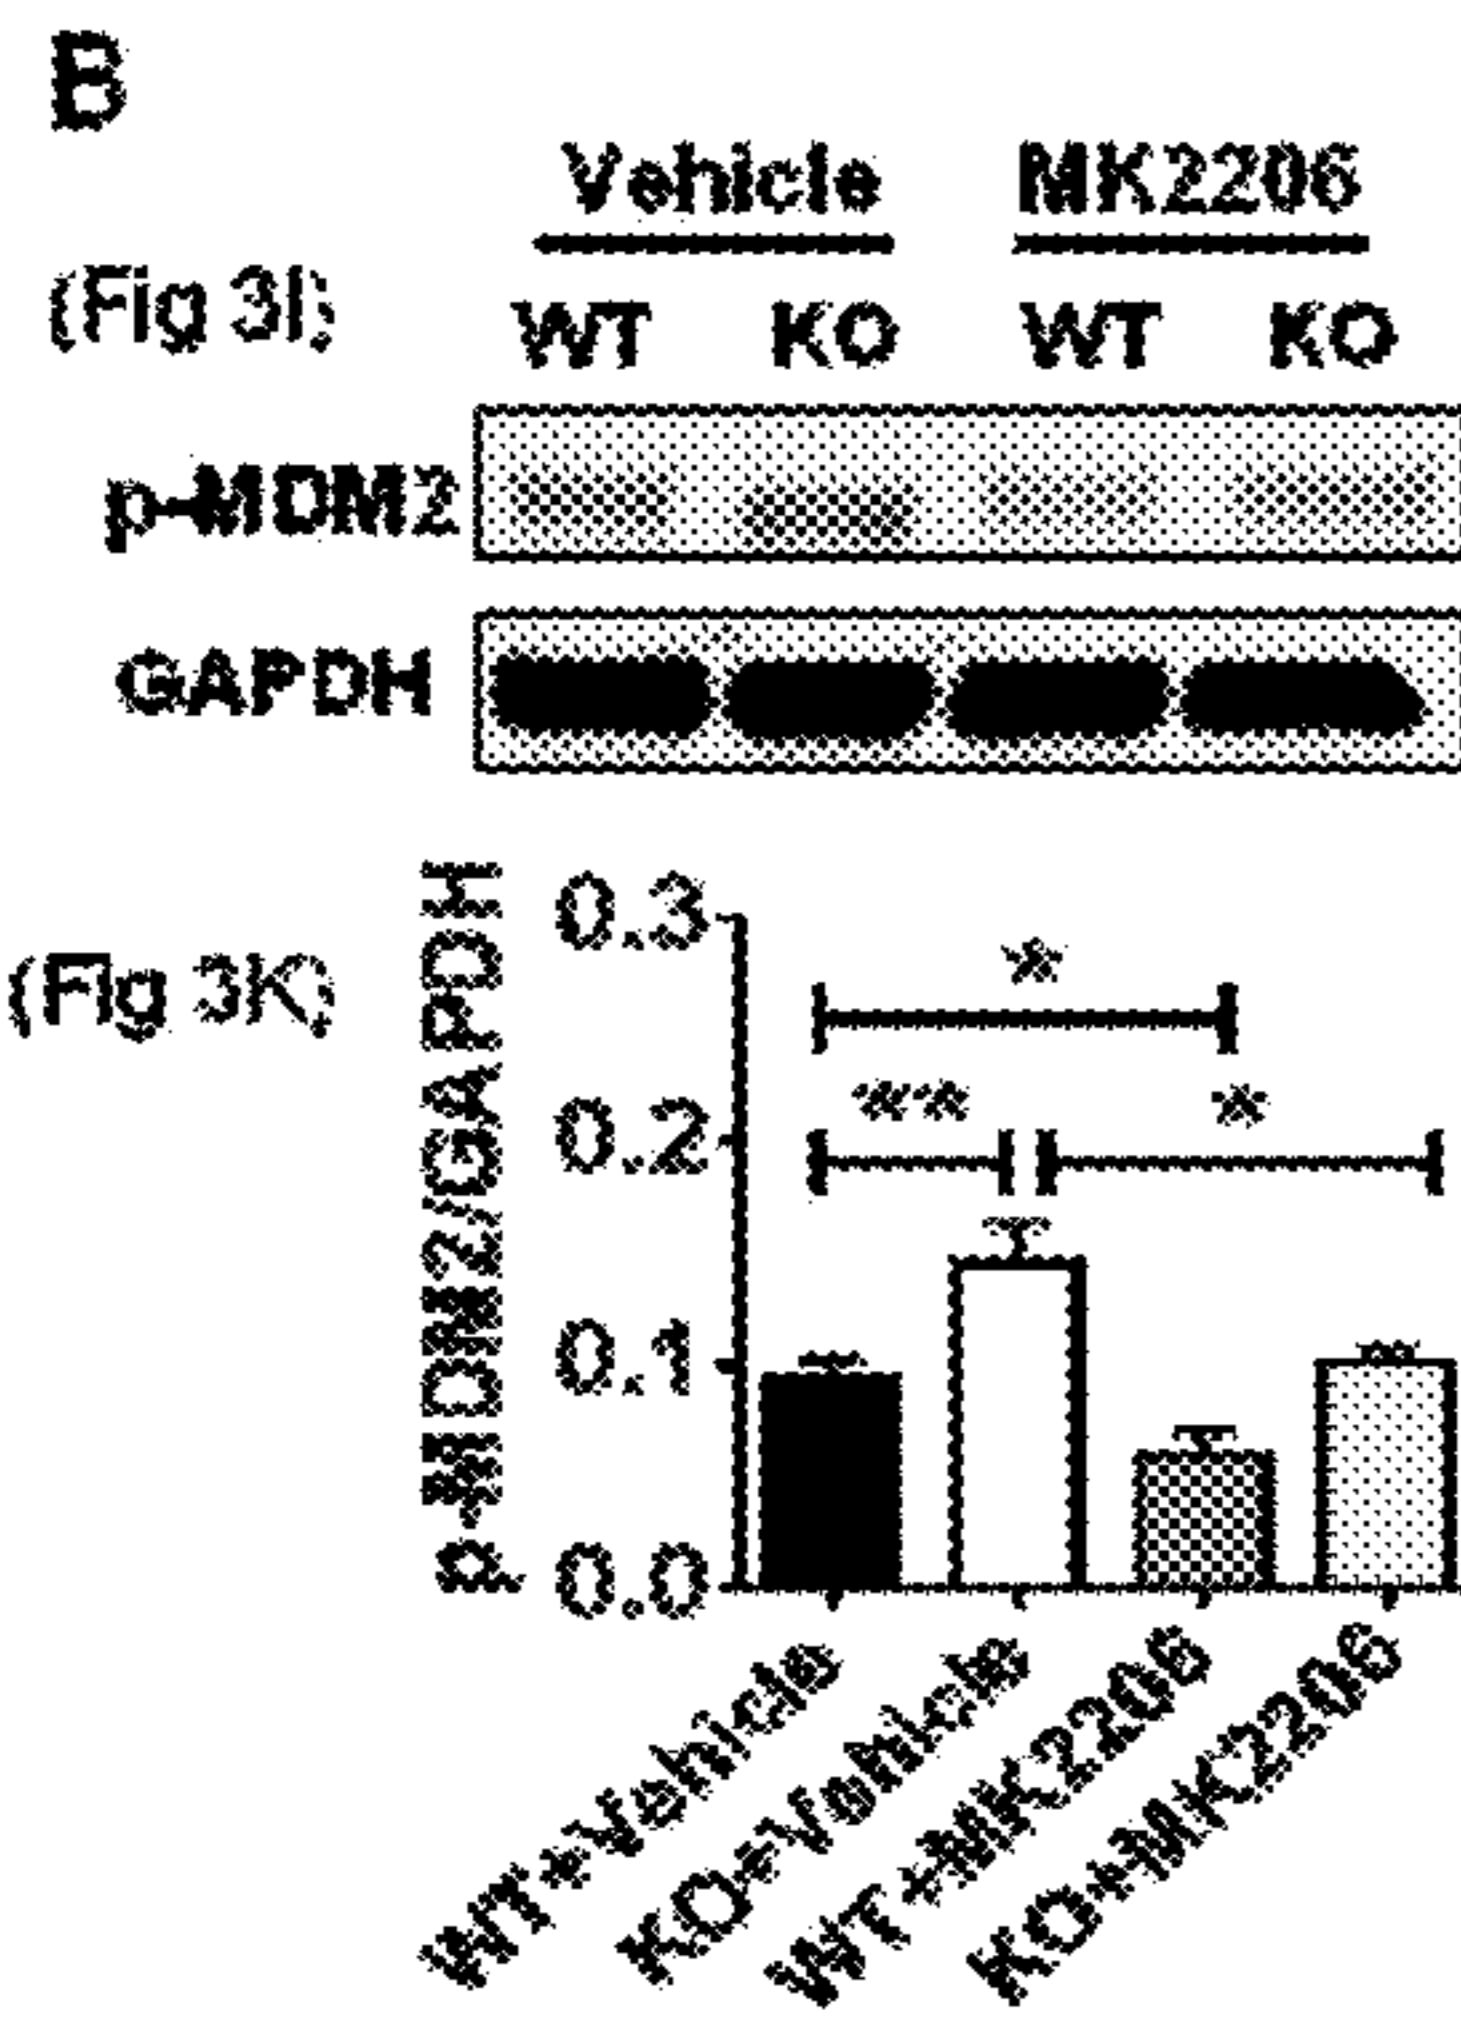 B
Vehicle MK2206
(Fig 3I)
WT KO WT KO
p-MDM2
GAPDH
(Fig 3K)
p-MDN2/GAPDH
0.3
*
** *
0.2
0.1
0.0
WT+Vehicle
KO+Vehicle
WT+MK2206
KO+MK2206